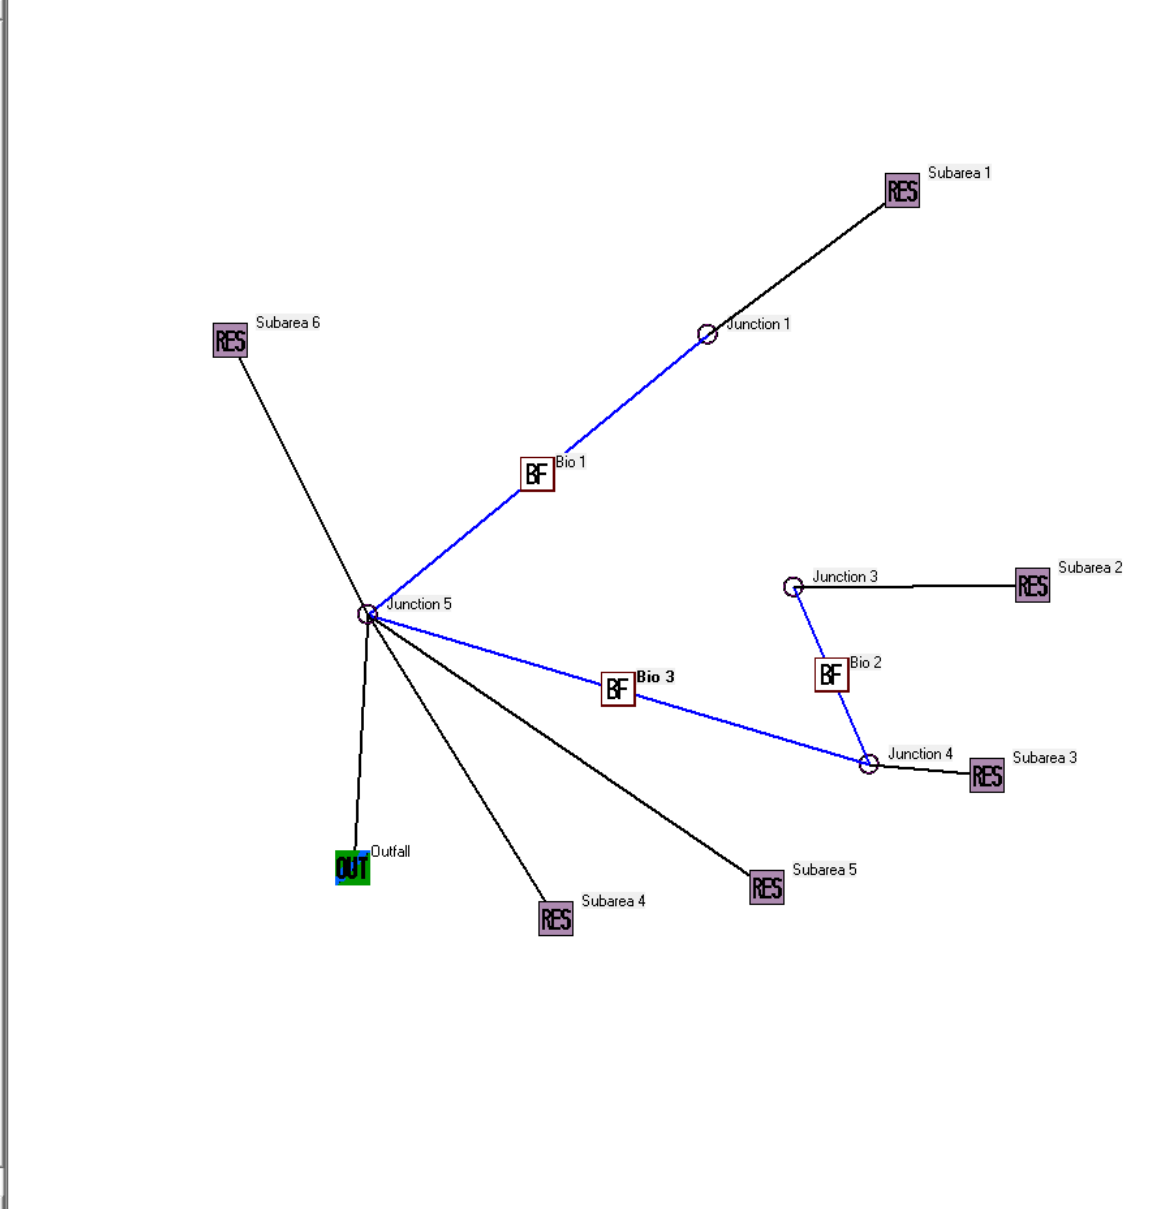 Subarea 1
RES
Subarea 6
RES
Junction 1
Bio 1
BF
Subarea 2
RES
Junction 3
Junction 5
Bio 2
BF
Bio 3
BF
Junction 4
Subarea 3
RES
Outfall
OUT
Subarea 5
RES
Subarea 4
RES